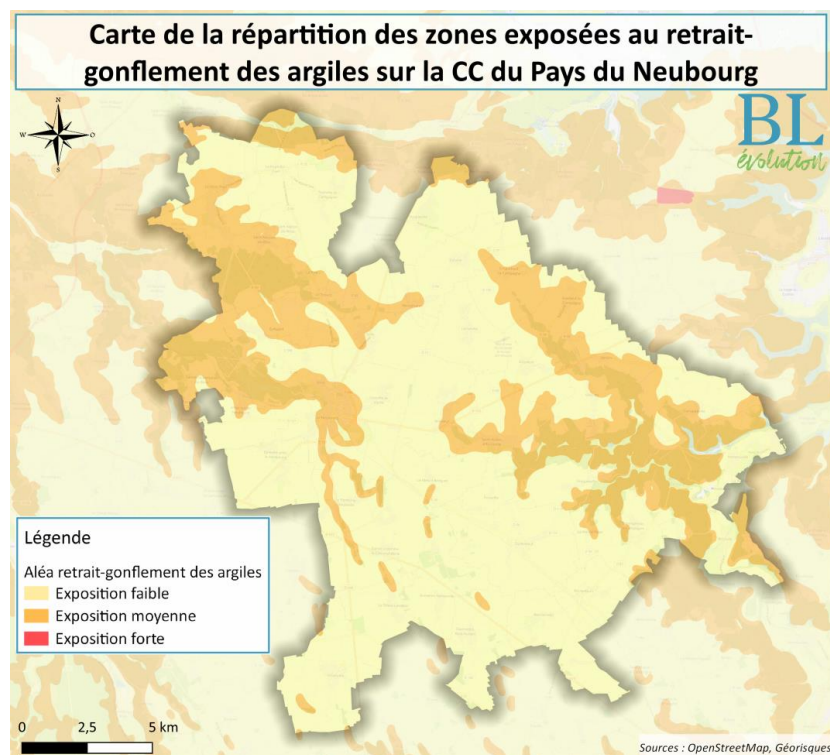 Carte de la répartition des zones exposées au retrait-
gonflement des argiles sur la CC du Pays du Neubourg
BL
évolution
N
W
O
S
Légende
Aléa retrait-gonflement des argiles
Exposition faible
Exposition moyenne
Exposition forte
0 2,5 5 km
Sources : OpenStreetMap, Géorisques